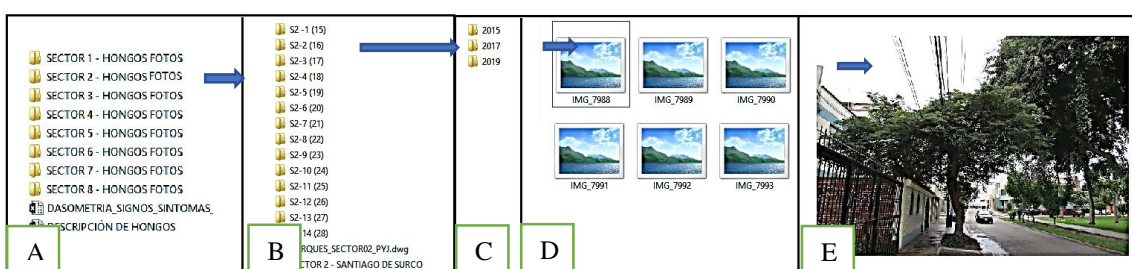 SECTOR 1 - HONGOS FOTOS
SECTOR 2 - HONGOS FOTOS
SECTOR 3 - HONGOS FOTOS
SECTOR 4 - HONGOS FOTOS
SECTOR 5 - HONGOS FOTOS
SECTOR 6 - HONGOS FOTOS
SECTOR 7 - HONGOS FOTOS
SECTOR 8 - HONGOS FOTOS
DASOMETRIA_SIGNOS_SINTOMAS_
ESCRIPCIÓN DE HONGOS
A
S2 -1 (15)
S2-2 (16)
S2-3 (17)
S2-4 (18)
S2-5 (19)
S2-6 (20)
S2-7 (21)
S2-8 (22)
S2-9 (23)
S2-10 (24)
S2-11 (25)
S2-12 (26)
S2-13 (27)
14 (28)
RQUES_SECTOR02_PYJ.dwg
CTOR 2 - SANTIAGO DE SURCO
B
2015
2017
2019
C
IMG_7988
IMG_7989
IMG_7990
IMG_7991
IMG_7992
IMG_7993
D
E